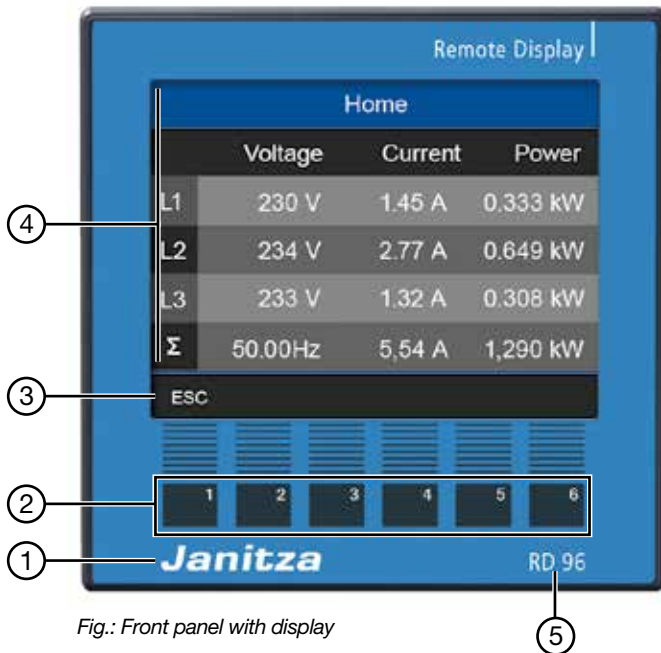 Remote Display
Home
Voltage Current Power
L1 230 V 1.45 A 0.333 kW
4
L2 234 V 2.77 A 0.649 kW
L3 233 V 1.32 A 0.308 kW
Σ 50.00Hz 5,54 A 1,290 kW
3 ESC
2 1 2 3 4 5 6
1 Janitza RD 96
Fig.: Front panel with display
5